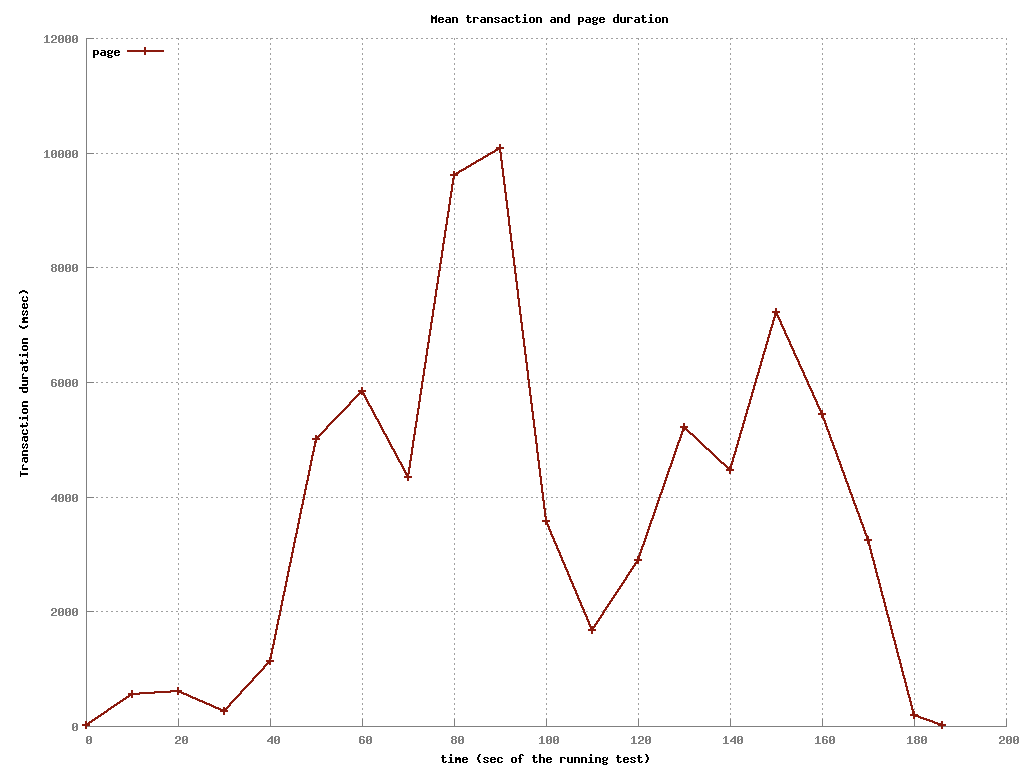 Mean transaction and page duration
12000
page
10000
8000
6000
4000
2000
0
Transaction duration (msec)
0 20 40 60 80 100 120 140 160 180 200
time (sec of the running test)